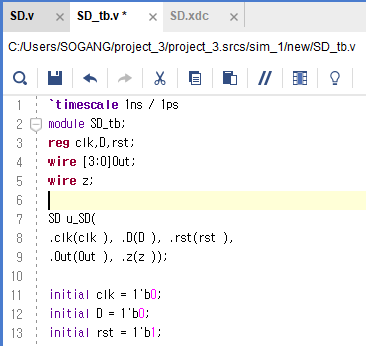 SD.v × SD_tb.v * × SD.xdc ×
C:/Users/SOGANG/project_3/project_3.srcs/sim_1/new/SD_tb.v
1 `timescale 1ns / 1ps
2 module SD_tb;
3 reg clk,D,rst;
4 wire [3:0]Out;
5 wire z;
6
7 SD u_SD(
8 .clk(clk ), .D(D ), .rst(rst ),
9 .Out(Out ), .z(z ));
10
11 initial clk = 1'b0;
12 initial D = 1'b0;
13 initial rst = 1'b1;